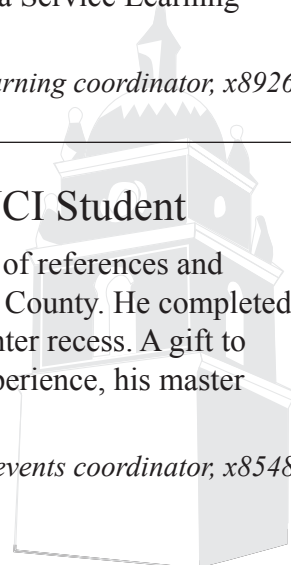 a Service Learning
arning coordinator, x8926
CI Student
of references and
County. He completed
nter recess. A gift to
perience, his master
events coordinator, x8548